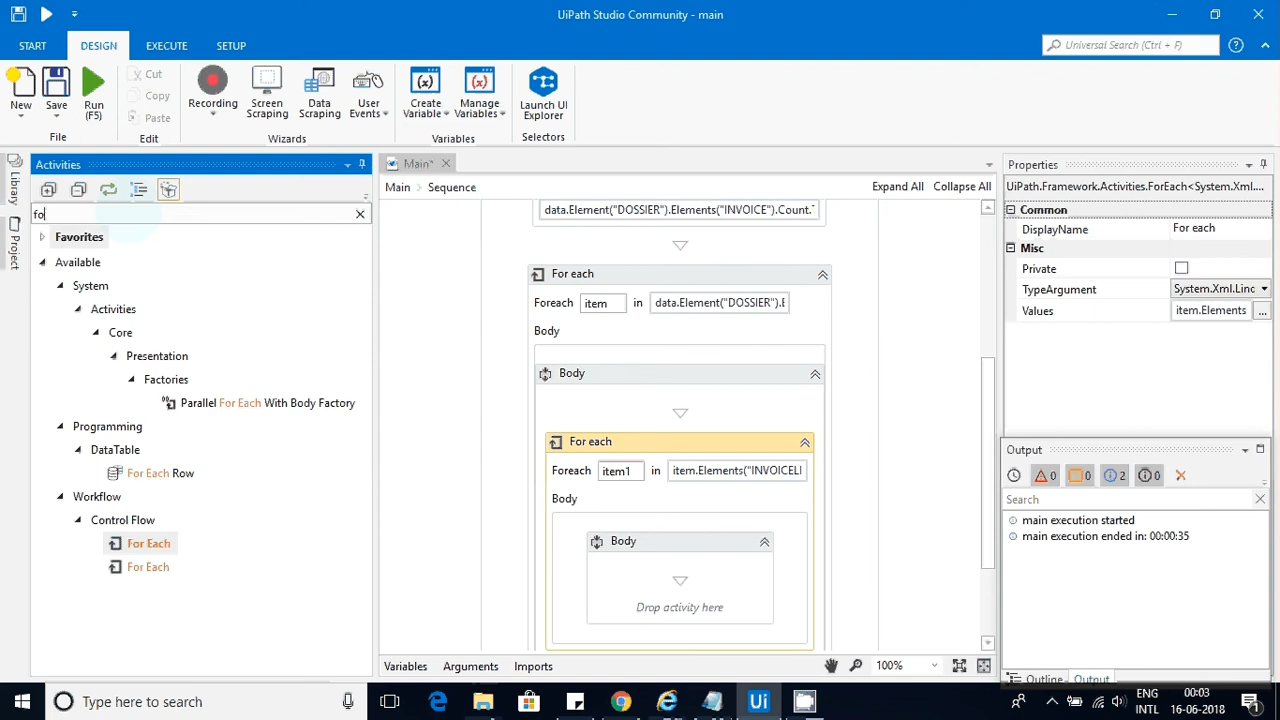 UiPath Studio Community - main
START DESIGN EXECUTE SETUP
Universal Search (Ctrl + F)
New
Save
Run
(F5)
Cut
Copy
Paste
Recording
Screen
Scraping
Data
Scraping
User
Events
Create
Variable
Manage
Variables
Launch UI
Explorer
File Edit Wizards Variables Selectors
Library
Project
Activities
fo
Favorites
Available
System
Activities
Core
Presentation
Factories
Parallel For Each With Body Factory
Programming
DataTable
For Each Row
Workflow
Control Flow
For Each
For Each
Main*
Main > Sequence
Expand All Collapse All
data.Element("DOSSIER").Elements("INVOICE").Count.
For each
Foreach item in data.Element("DOSSIER").E
Body
Body
For each
Foreach item1 in item.Elements("INVOICELI
Body
Body
Drop activity here
Variables Arguments Imports
100%
Properties
UiPath.Framework.Activities.ForEach<System.Xml....
Common
DisplayName For each
Misc
Private
TypeArgument System.Xml.Linc
Values item.Elements ...
Output
0 0 2 0
Search
main execution started
main execution ended in: 00:00:35
Outline Output
Type here to search
Ui
ENG
INTL
00:03
16-06-2018
1